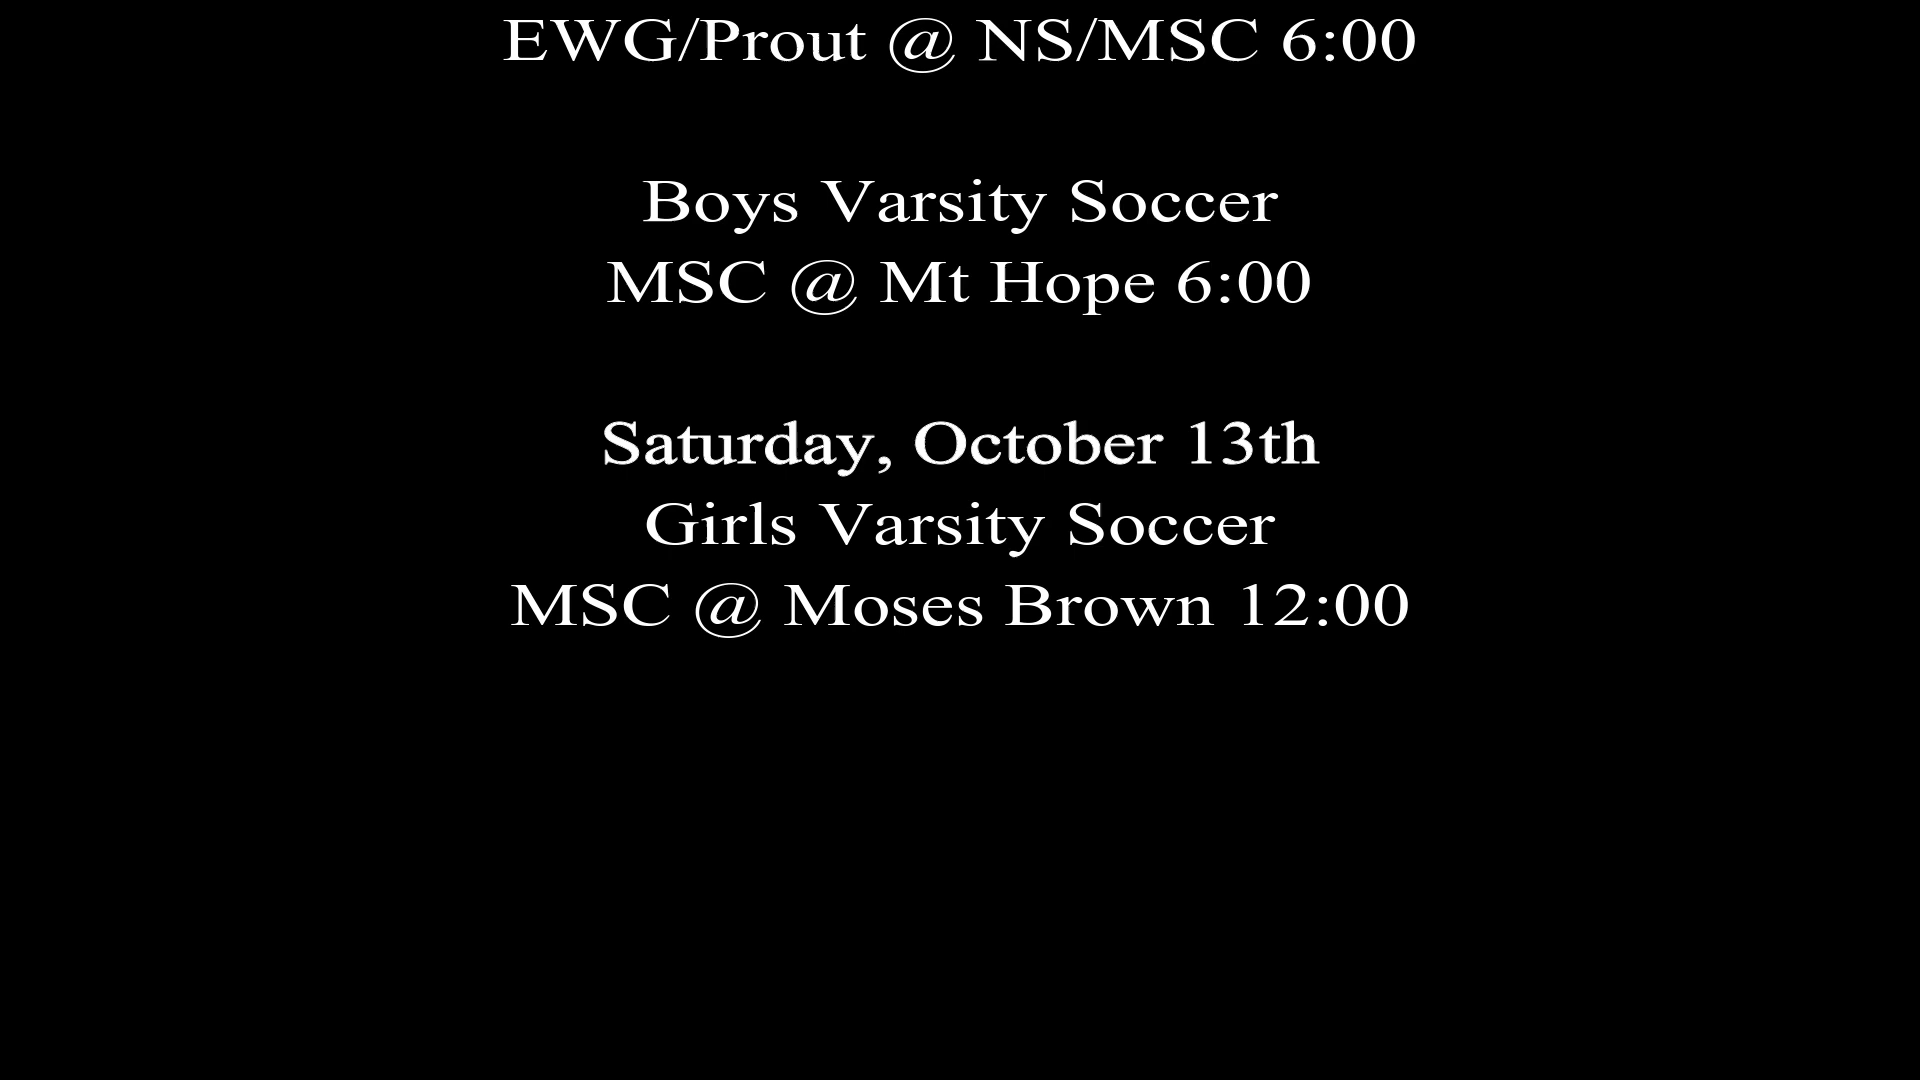 EWG/Prout @ NS/MSC 6:00
Boys Varsity Soccer
MSC @ Mt Hope 6:00
Saturday, October 13th
Girls Varsity Soccer
MSC @ Moses Brown 12:00